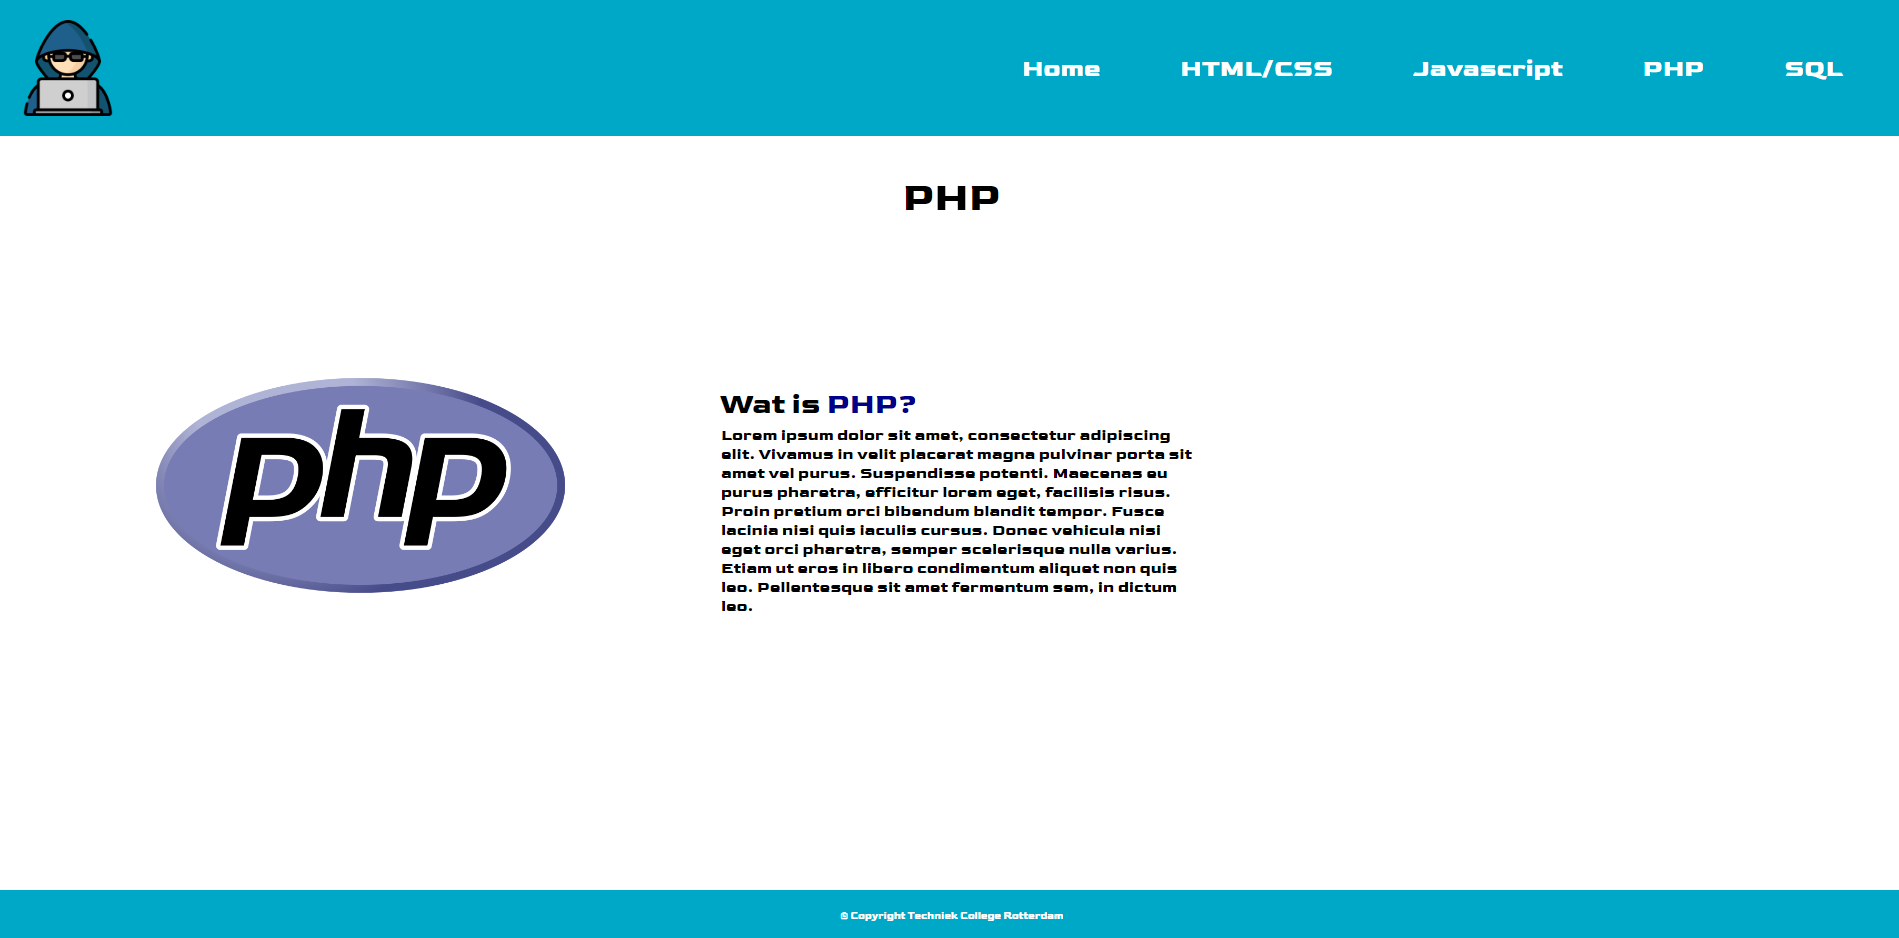 Home HTML/CSS Javascript PHP SQL
PHP
php
Wat is PHP?
Lorem ipsum dolor sit amet, consectetur adipiscing
elit. Vivamus in velit placerat magna pulvinar porta sit
amet vel purus. Suspendisse potenti. Maecenas eu
purus pharetra, efficitur lorem eget, facilisis risus.
Proin pretium orci bibendum blandit tempor. Fusce
lacinia nisi quis iaculis cursus. Donec vehicula nisi
eget orci pharetra, semper scelerisque nulla varius.
Etiam ut eros in libero condimentum aliquet non quis
leo. Pellentesque sit amet fermentum sem, in dictum
leo.
© Copyright Techniek College Rotterdam